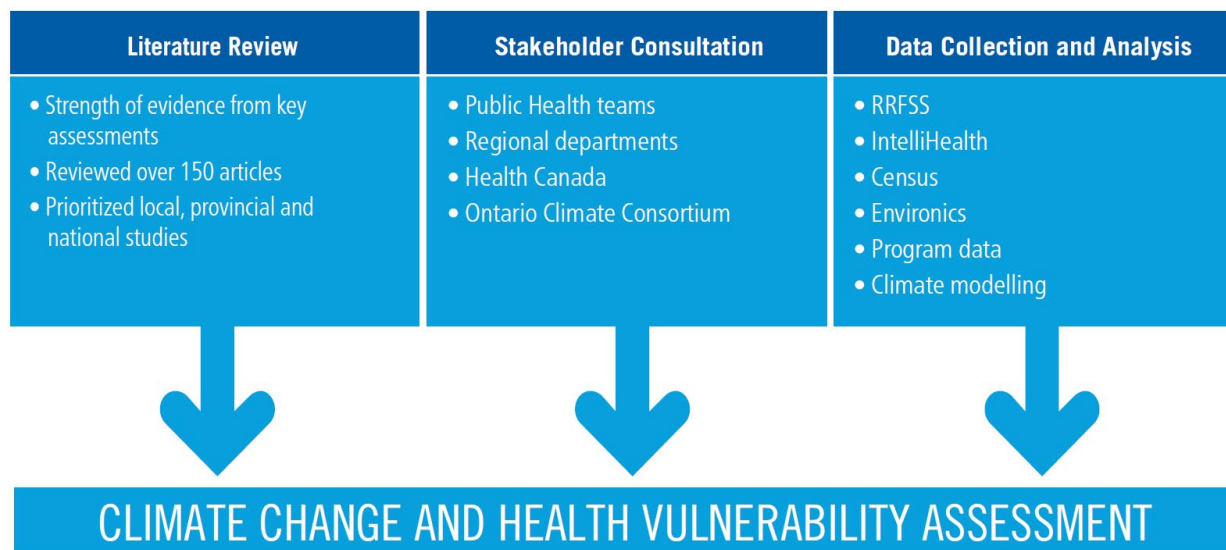 Literature Review
• Strength of evidence from key
assessments
• Reviewed over 150 articles
• Prioritized local, provincial and
national studies
Stakeholder Consultation
• Public Health teams
• Regional departments
• Health Canada
• Ontario Climate Consortium
Data Collection and Analysis
• RRFSS
• IntelliHealth
• Census
• Environics
• Program data
• Climate modelling
CLIMATE CHANGE AND HEALTH VULNERABILITY ASSESSMENT